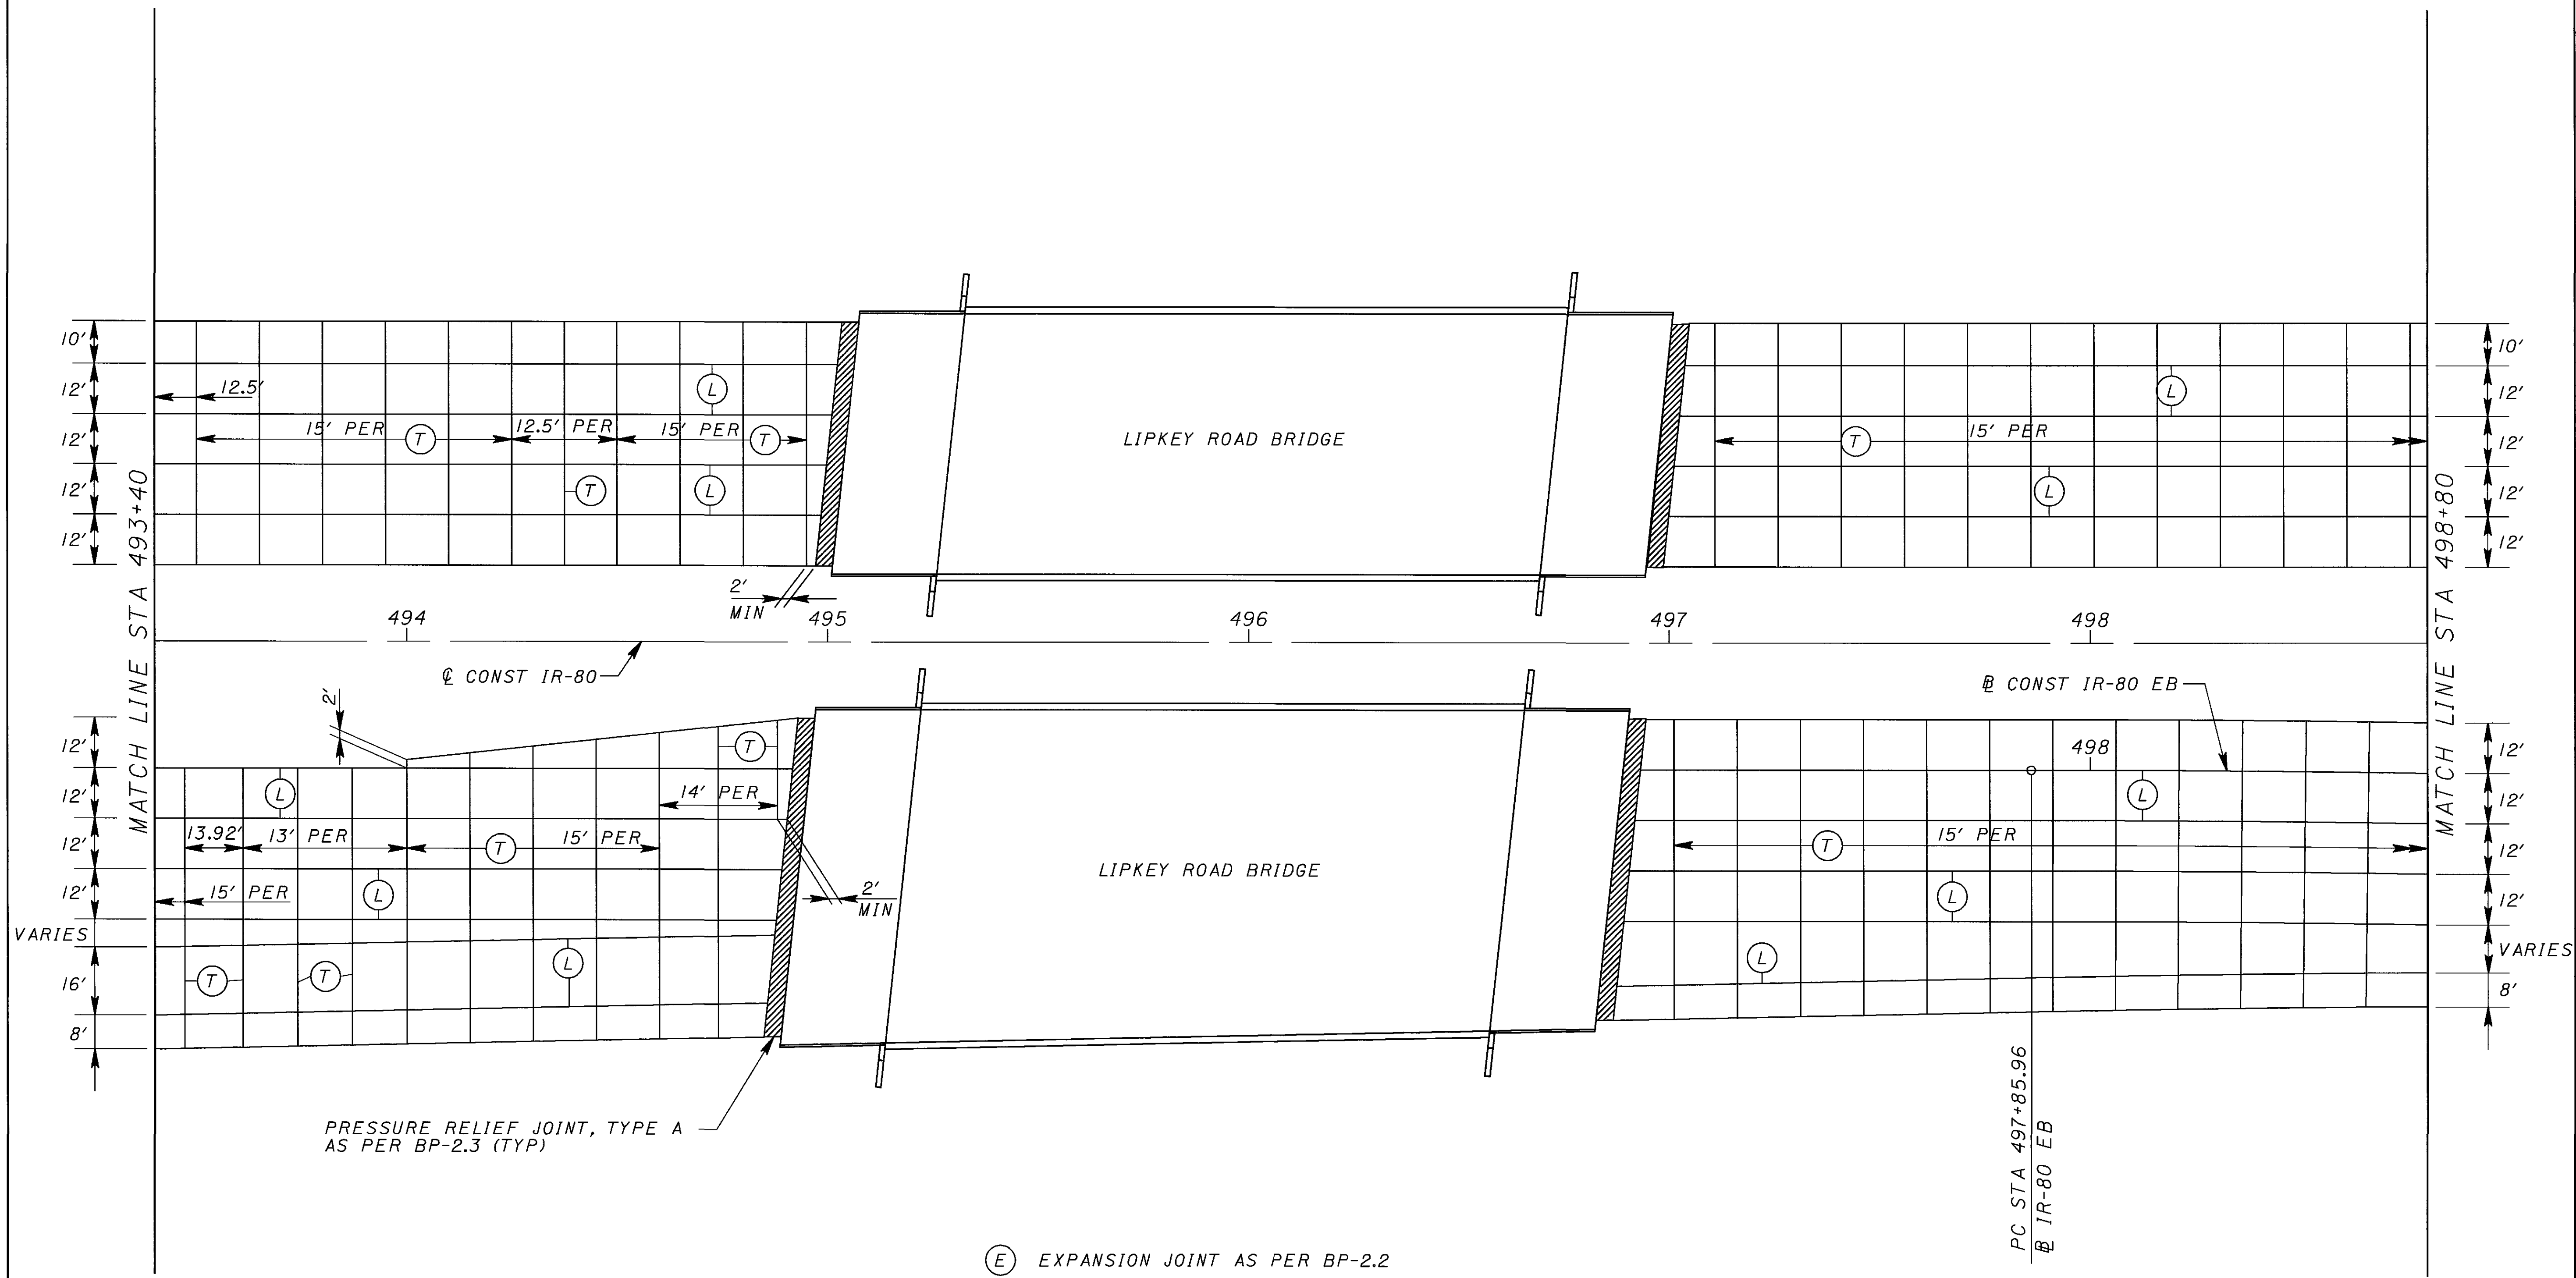 10'
12'
12'
12'
12'
12.5'
15' PER
T
12.5' PER
15' PER
T
L
T
L
LIPKEY ROAD BRIDGE
15' PER
T
L
L
10'
12'
12'
12'
12'
MATCH LINE STA 493+40
MATCH LINE STA 498+80
2'
MIN
494
495
496
497
498
℄ CONST IR-80
B̲L CONST IR-80 EB
2'
12'
12'
12'
12'
VARIES
16'
8'
L
T
14' PER
13.92'
13' PER
T
15' PER
15' PER
L
2'
MIN
T
T
L
LIPKEY ROAD BRIDGE
498
L
T
15' PER
L
L
12'
12'
12'
12'
VARIES
8'
PRESSURE RELIEF JOINT, TYPE A
AS PER BP-2.3 (TYP)
PC STA 497+85.96
BL IR-80 EB
E EXPANSION JOINT AS PER BP-2.2